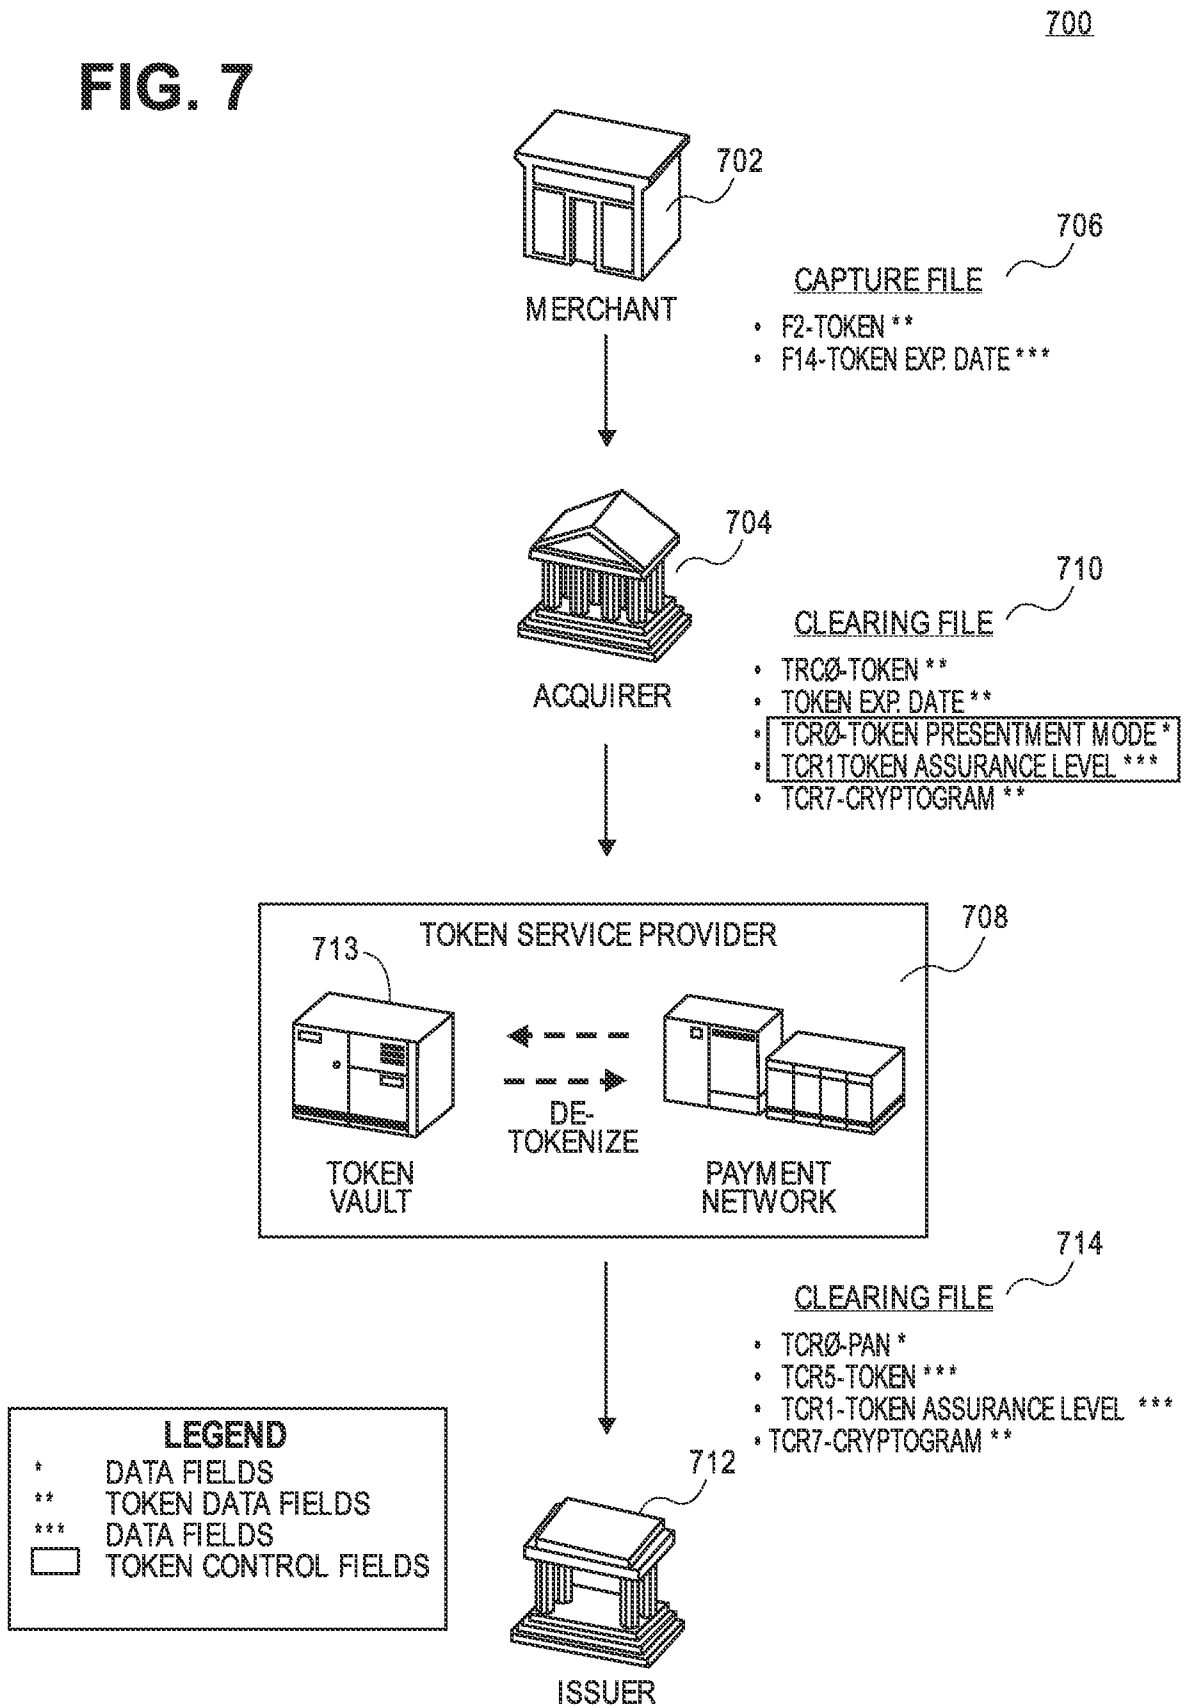 700
FIG. 7
702
MERCHANT
706
CAPTURE FILE
• F2-TOKEN **
• F14-TOKEN EXP. DATE ***
704
ACQUIRER
710
CLEARING FILE
• TRCØ-TOKEN **
• TOKEN EXP. DATE **
• TCRØ-TOKEN PRESENTMENT MODE *
• TCR1TOKEN ASSURANCE LEVEL ***
• TCR7-CRYPTOGRAM **
708
TOKEN SERVICE PROVIDER
713
DE-
TOKENIZE
TOKEN
VAULT
PAYMENT
NETWORK
714
CLEARING FILE
• TCRØ-PAN *
• TCR5-TOKEN ***
• TCR1-TOKEN ASSURANCE LEVEL ***
• TCR7-CRYPTOGRAM **
LEGEND
* DATA FIELDS
** TOKEN DATA FIELDS
*** DATA FIELDS
TOKEN CONTROL FIELDS
712
ISSUER